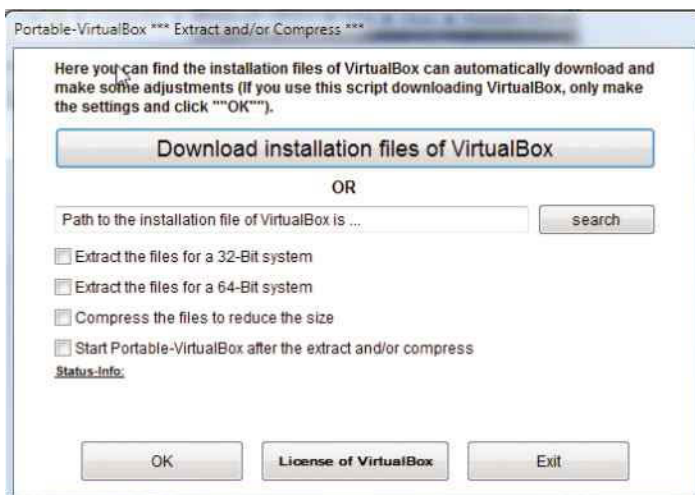 Portable-VirtualBox *** Extract and/or Compress ***
Here you can find the installation files of VirtualBox can automatically download and
make some adjustments (If you use this script downloading VirtualBox, only make
the settings and click ""OK"").
Download installation files of VirtualBox
OR
Path to the installation file of VirtualBox is ...
search
Extract the files for a 32-Bit system
Extract the files for a 64-Bit system
Compress the files to reduce the size
Start Portable-VirtualBox after the extract and/or compress
Status-Info:
OK
License of VirtualBox
Exit